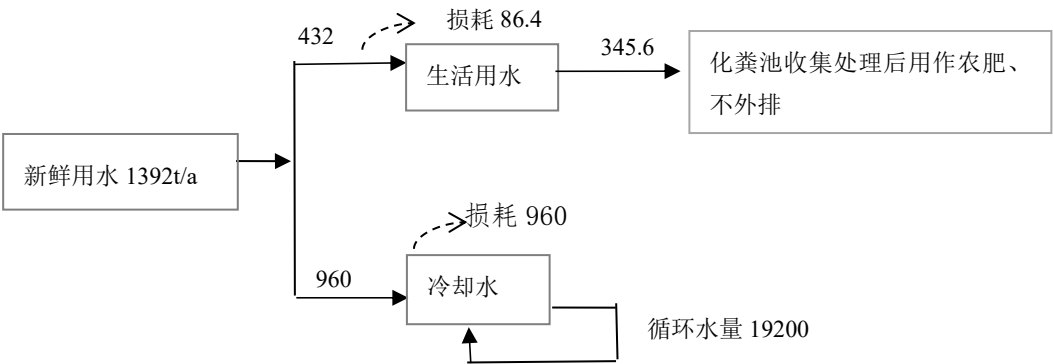 432
损耗 86.4
生活用水
345.6
化粪池收集处理后用作农肥、
不外排
新鲜用水 1392t/a
损耗 960
960
冷却水
循环水量 19200